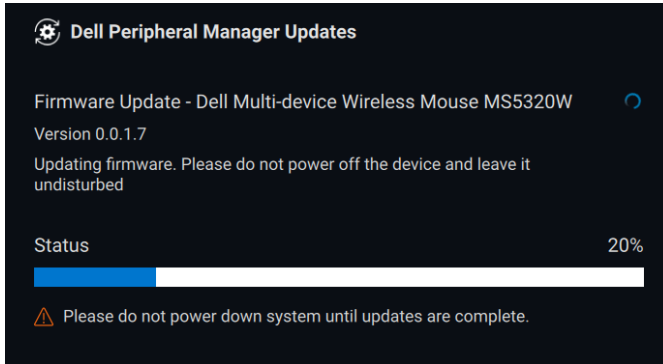 Dell Peripheral Manager Updates
Firmware Update - Dell Multi-device Wireless Mouse MS5320W
Version 0.0.1.7
Updating firmware. Please do not power off the device and leave it
undisturbed
Status 20%
Please do not power down system until updates are complete.